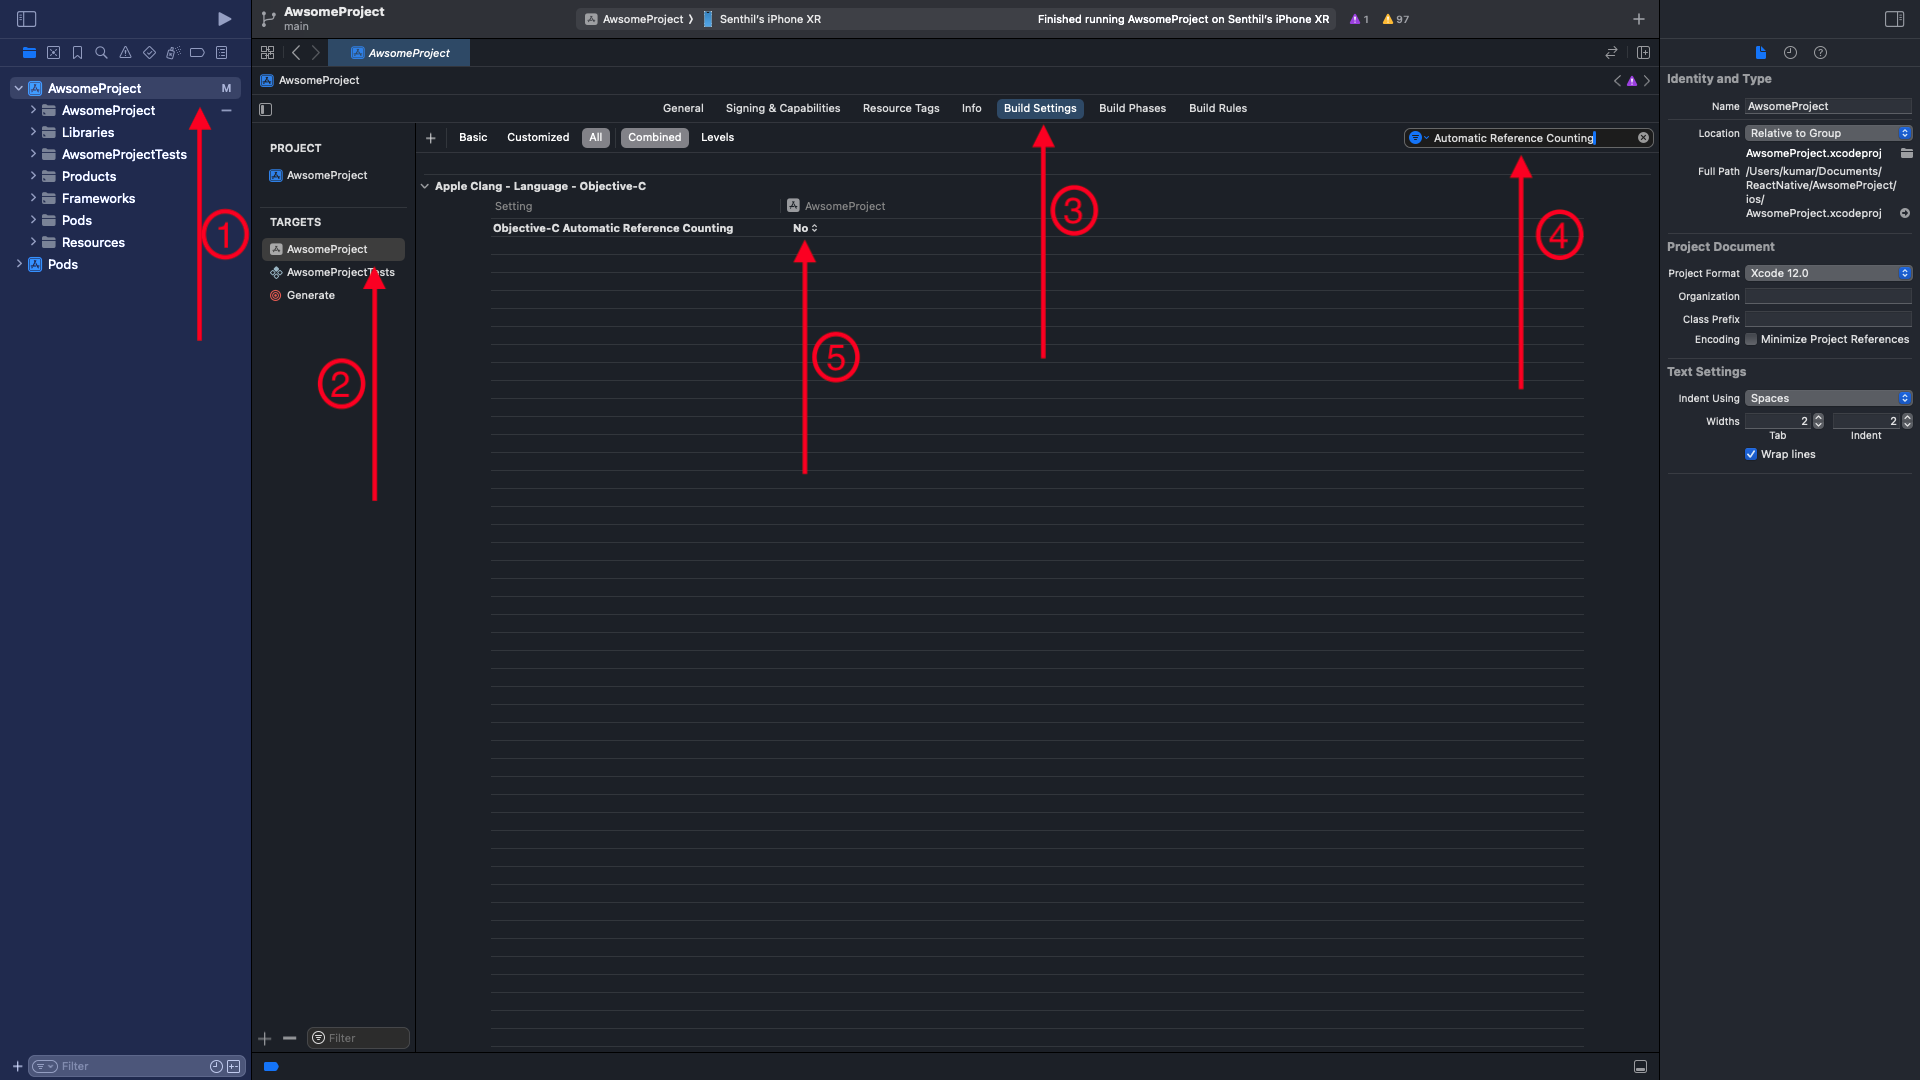 AwsomeProject
main
AwsomeProject
Senthil's iPhone XR
Finished running AwsomeProject on Senthil's iPhone XR
1
97
AwsomeProject
AwsomeProject
General
Signing & Capabilities
Resource Tags
Info
Build Settings
Build Phases
Build Rules
Basic
Customized
All
Combined
Levels
Automatic Reference Counting
AwsomeProject
M
AwsomeProject
Libraries
AwsomeProjectTests
Products
Frameworks
Pods
Resources
Pods
PROJECT
AwsomeProject
TARGETS
AwsomeProject
AwsomeProjectTests
Generate
Apple Clang - Language - Objective-C
Setting
AwsomeProject
Objective-C Automatic Reference Counting
No
1
2
3
4
5
Identity and Type
Name AwsomeProject
Location Relative to Group
AwsomeProject.xcodeproj
Full Path /Users/kumar/Documents/
ReactNative/AwsomeProject/
ios/
AwsomeProject.xcodeproj
Project Document
Project Format Xcode 12.0
Organization
Class Prefix
Encoding Minimize Project References
Text Settings
Indent Using Spaces
Widths 2 2
Tab Indent
Wrap lines
Filter
Filter